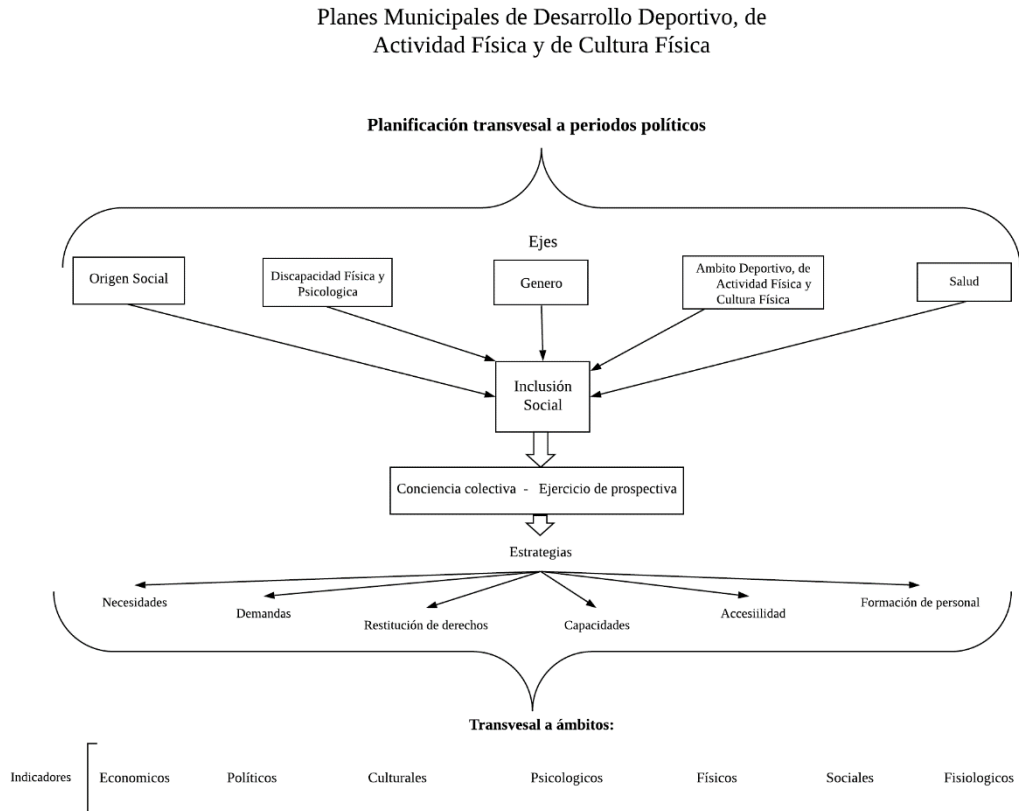 Planes Municipales de Desarrollo Deportivo, de
Actividad Física y de Cultura Física
Planificación transvesal a periodos políticos
Ejes
Origen Social
Discapacidad Física y
Psicologica
Genero
Ambito Deportivo, de
Actividad Física y
Cultura Física
Salud
Inclusión
Social
Conciencia colectiva - Ejercicio de prospectiva
Estrategias
Necesidades
Demandas
Restitución de derechos
Capacidades
Accesiilidad
Formación de personal
Transvesal a ámbitos:
Indicadores
Economicos
Políticos
Culturales
Psicologicos
Físicos
Sociales
Fisiologicos